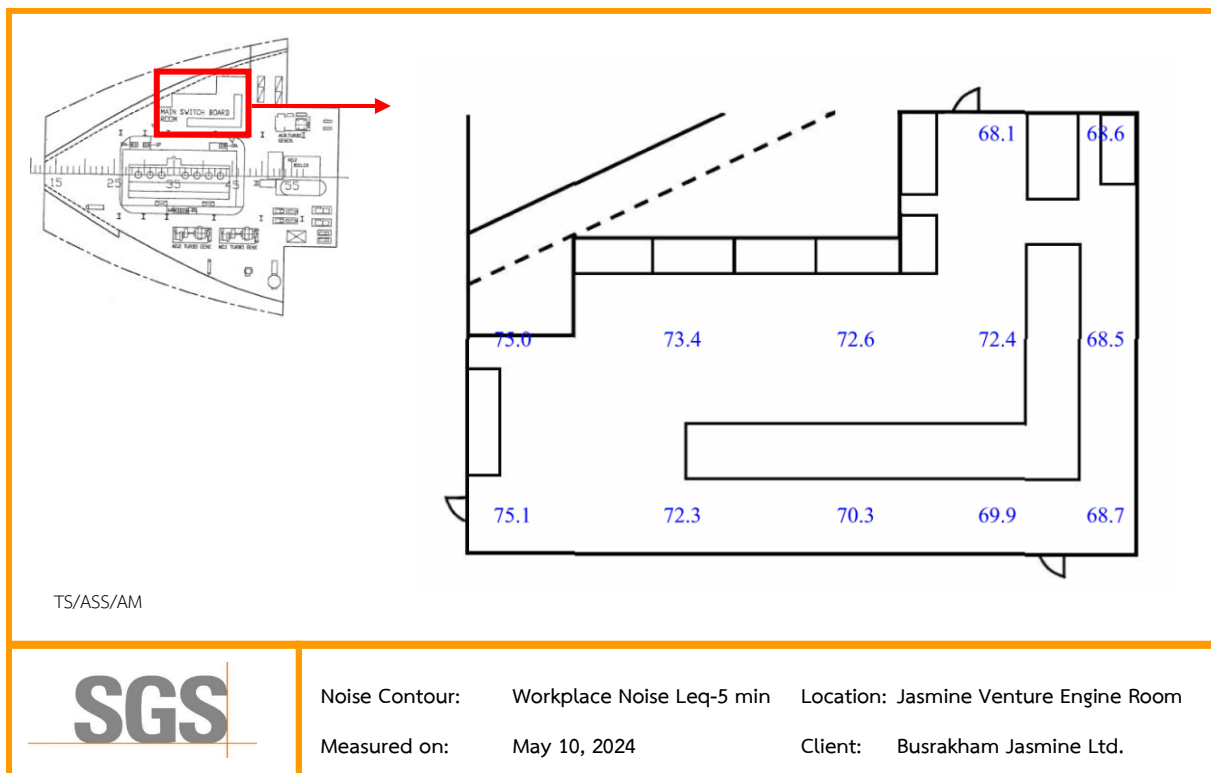 MAIN SWITCH BOARD
ROOM
AUX.TURBO
GENER.
NO.2
BOILER
15 25 35 45 55
NO2 TURBO GENE NO1 TURBO GENE
68.1 68.6
75.0 73.4 72.6 72.4 68.5
75.1 72.3 70.3 69.9 68.7
TS/ASS/AM
SGS
Noise Contour: Workplace Noise Leq-5 min Location: Jasmine Venture Engine Room
Measured on: May 10, 2024 Client: Busrakham Jasmine Ltd.